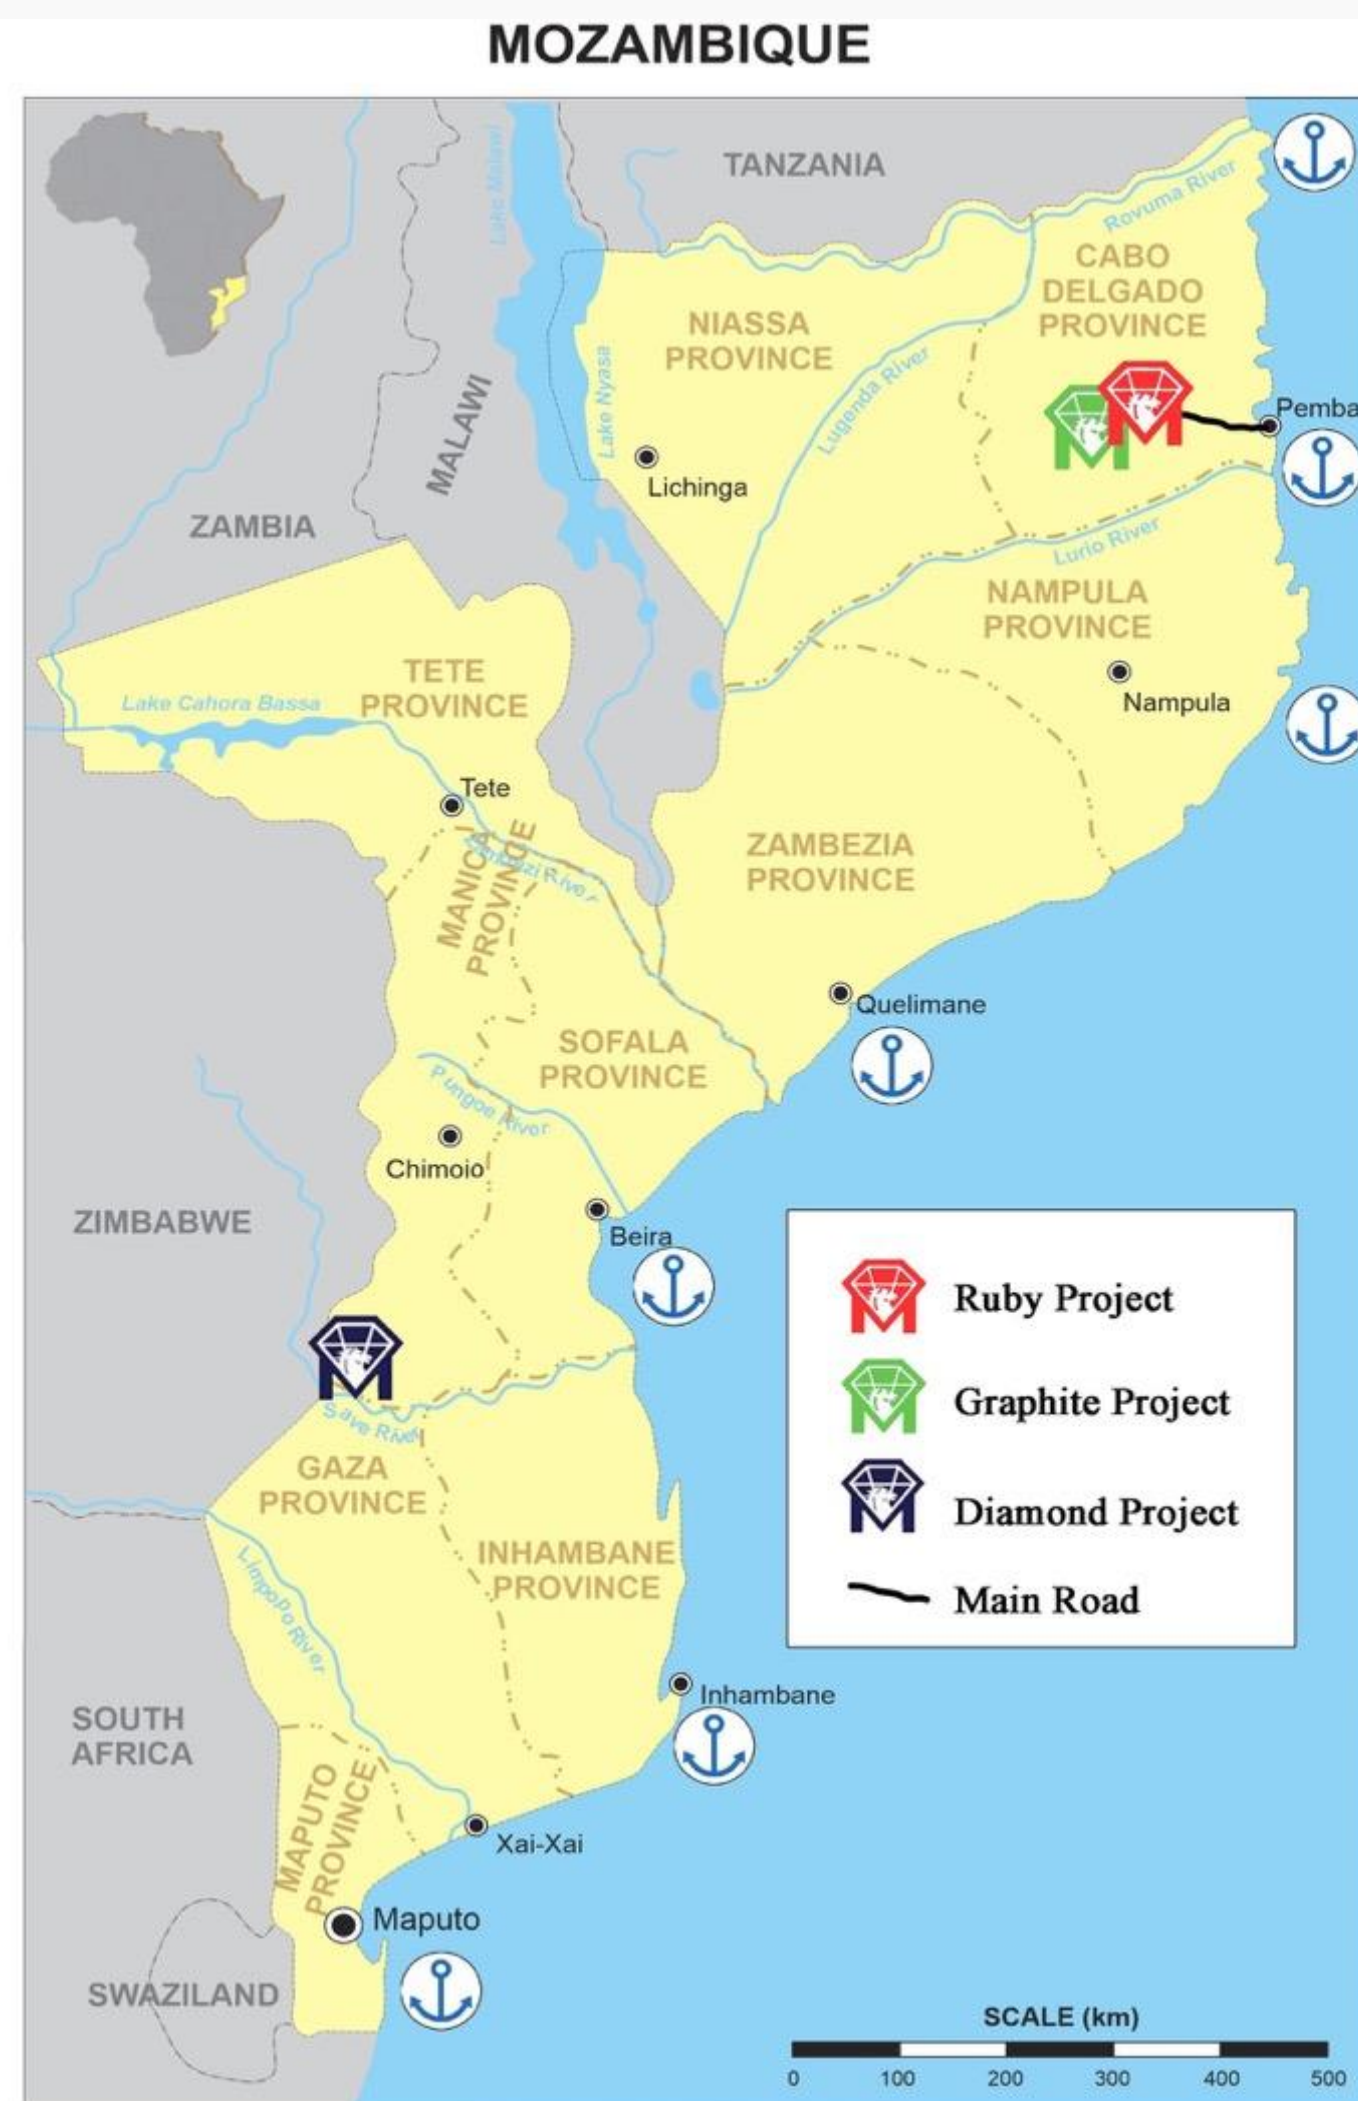 MOZAMBIQUE
TANZANIA
Lake Malawi
Rovuma River
CABO
DELGADO
PROVINCE
NIASSA
PROVINCE
Lake Nyasa
Lugenda River
MALAWI
Pemba
Lichinga
ZAMBIA
Lurio River
NAMPULA
PROVINCE
Nampula
TETE
PROVINCE
Lake Cahora Bassa
Tete
MANICA
PROVINCE
Zambezi River
ZAMBEZIA
PROVINCE
Quelimane
SOFALA
PROVINCE
Pungoe River
Chimoio
Beira
ZIMBABWE
Save River
GAZA
PROVINCE
INHAMBANE
PROVINCE
Limpopo River
Inhambane
SOUTH
AFRICA
MAPUTO
PROVINCE
Xai-Xai
Maputo
SWAZILAND
Ruby Project
Graphite Project
Diamond Project
Main Road
SCALE (km)
0 100 200 300 400 500